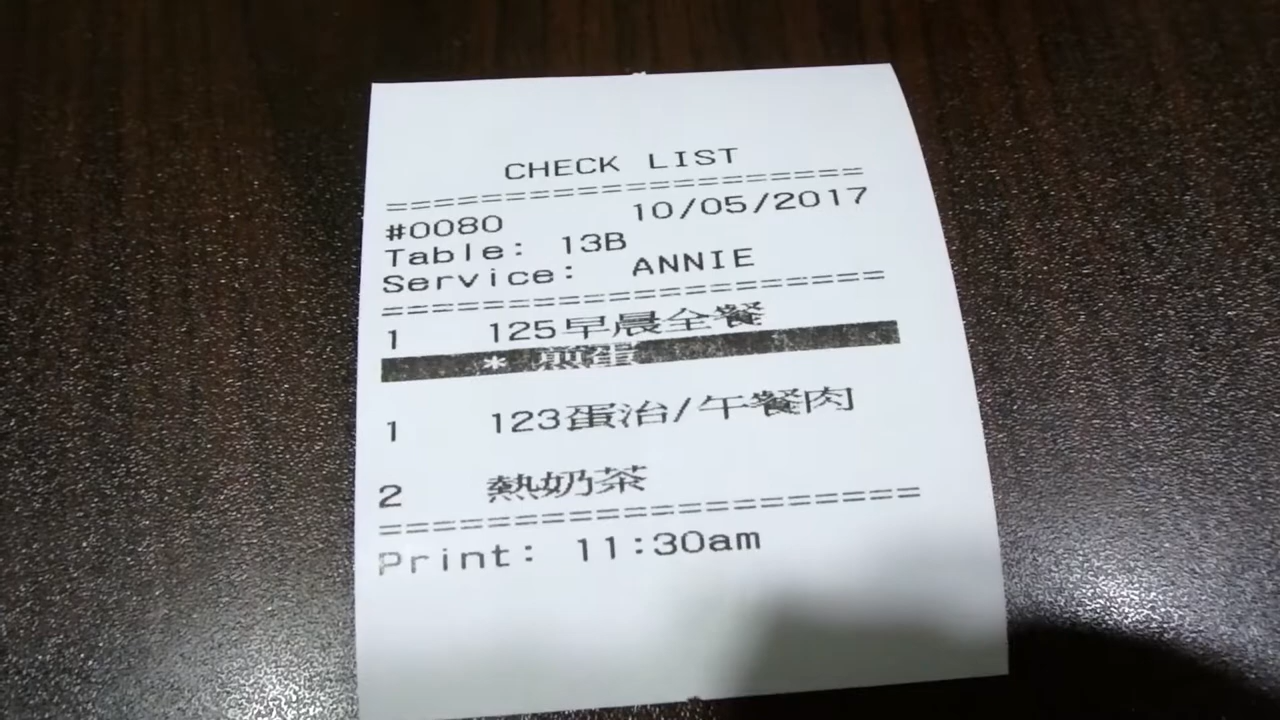 CHECK LIST
====================
#0080 10/05/2017
Table: 13B
Service: ANNIE
====================
1 125早晨全餐
* 煎蛋
1 123蛋治/午餐肉
2 熱奶茶
====================
Print: 11:30am